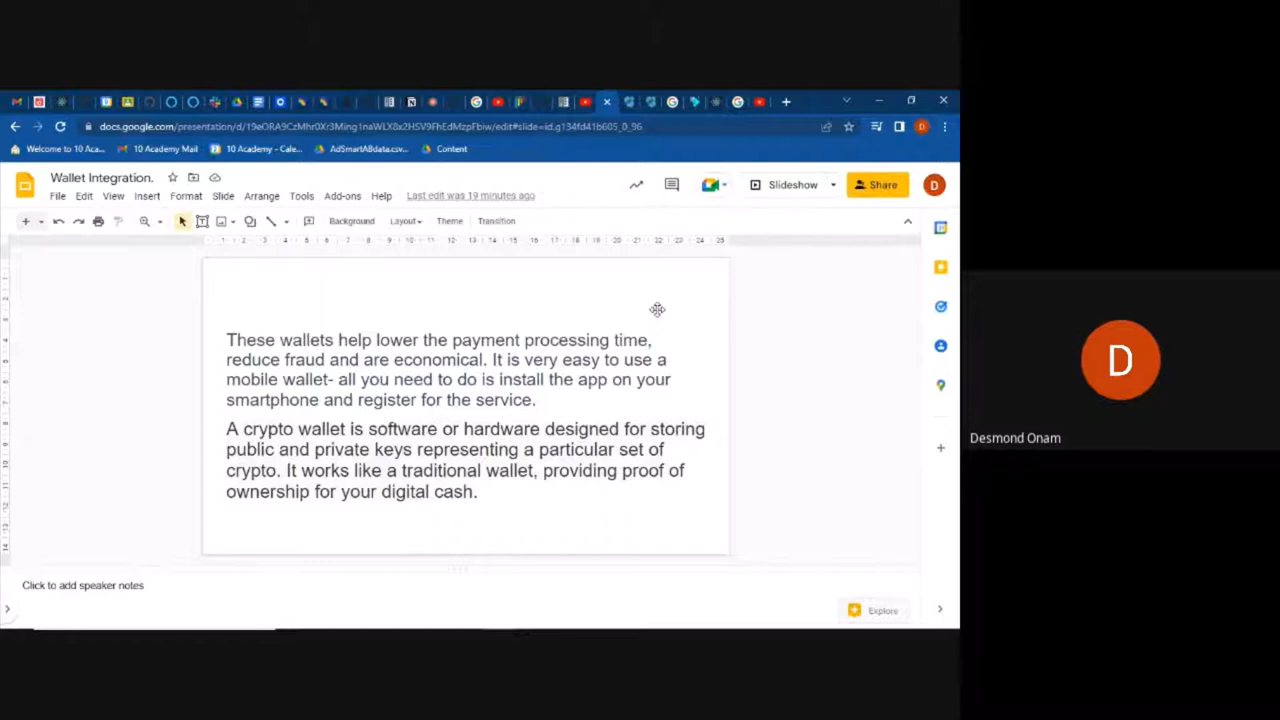 docs.google.com/presentation/d/19eORA9CzMhr0Xr3Ming1naWLX8x2HSV9FhEdMzpFbiw/edit#slide=id.g134fd41b605_0_96
Welcome to 10 Aca...
10 Academy Mail
10 Academy - Cale...
AdSmartABdata.csv...
Content
Wallet Integration.
File Edit View Insert Format Slide Arrange Tools Add-ons Help Last edit was 19 minutes ago
Slideshow
Share
D
Background Layout Theme Transition
These wallets help lower the payment processing time,
reduce fraud and are economical. It is very easy to use a
mobile wallet- all you need to do is install the app on your
smartphone and register for the service.
A crypto wallet is software or hardware designed for storing
public and private keys representing a particular set of
crypto. It works like a traditional wallet, providing proof of
ownership for your digital cash.
Click to add speaker notes
Explore
D
Desmond Onam